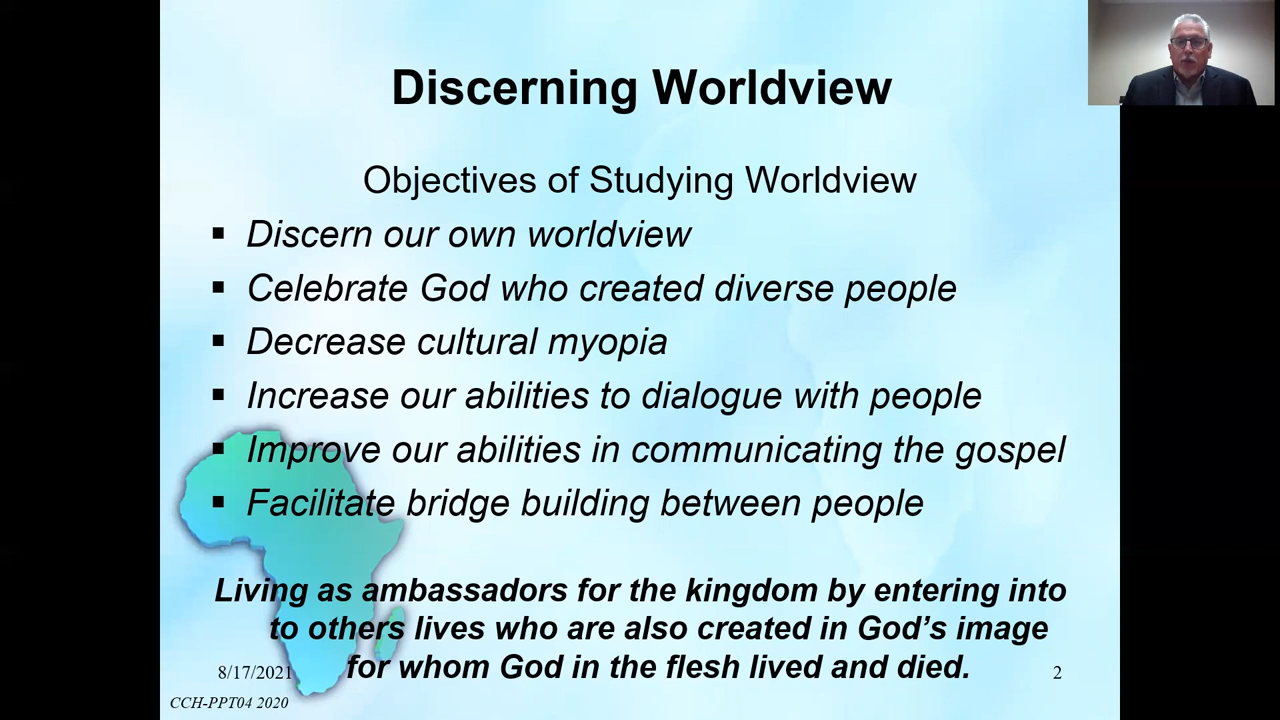 Discerning Worldview
Objectives of Studying Worldview
▪ Discern our own worldview
▪ Celebrate God who created diverse people
▪ Decrease cultural myopia
▪ Increase our abilities to dialogue with people
▪ Improve our abilities in communicating the gospel
▪ Facilitate bridge building between people
Living as ambassadors for the kingdom by entering into
to others lives who are also created in God’s image
for whom God in the flesh lived and died.
8/17/2021
2
CCH-PPT04 2020